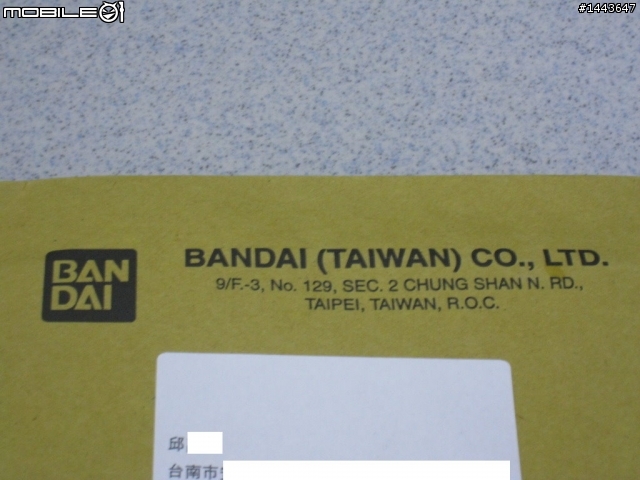 MOBILE01
#1443647
BAN
DAI
BANDAI (TAIWAN) CO., LTD.
9/F.-3, No. 129, SEC. 2 CHUNG SHAN N. RD.,
TAIPEI, TAIWAN, R.O.C.
邱
台南市